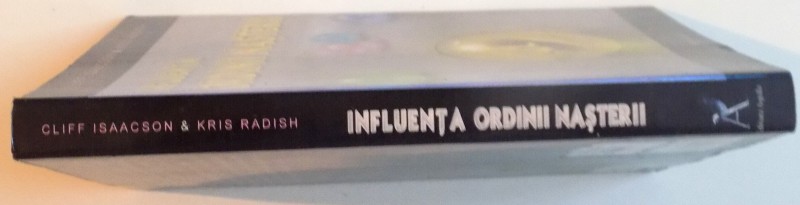 CLIFF ISAACSON & KRIS RADISH
INFLUENȚA ORDINII NAȘTERII